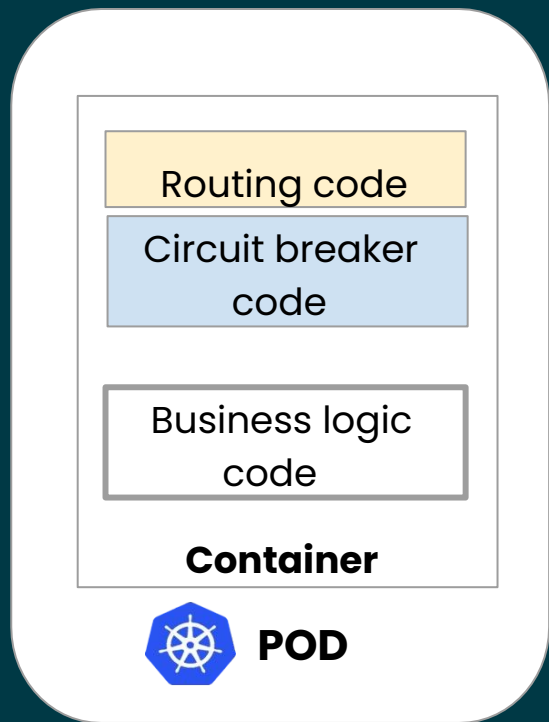 Routing code
Circuit breaker
code
Business logic
code
Container
POD